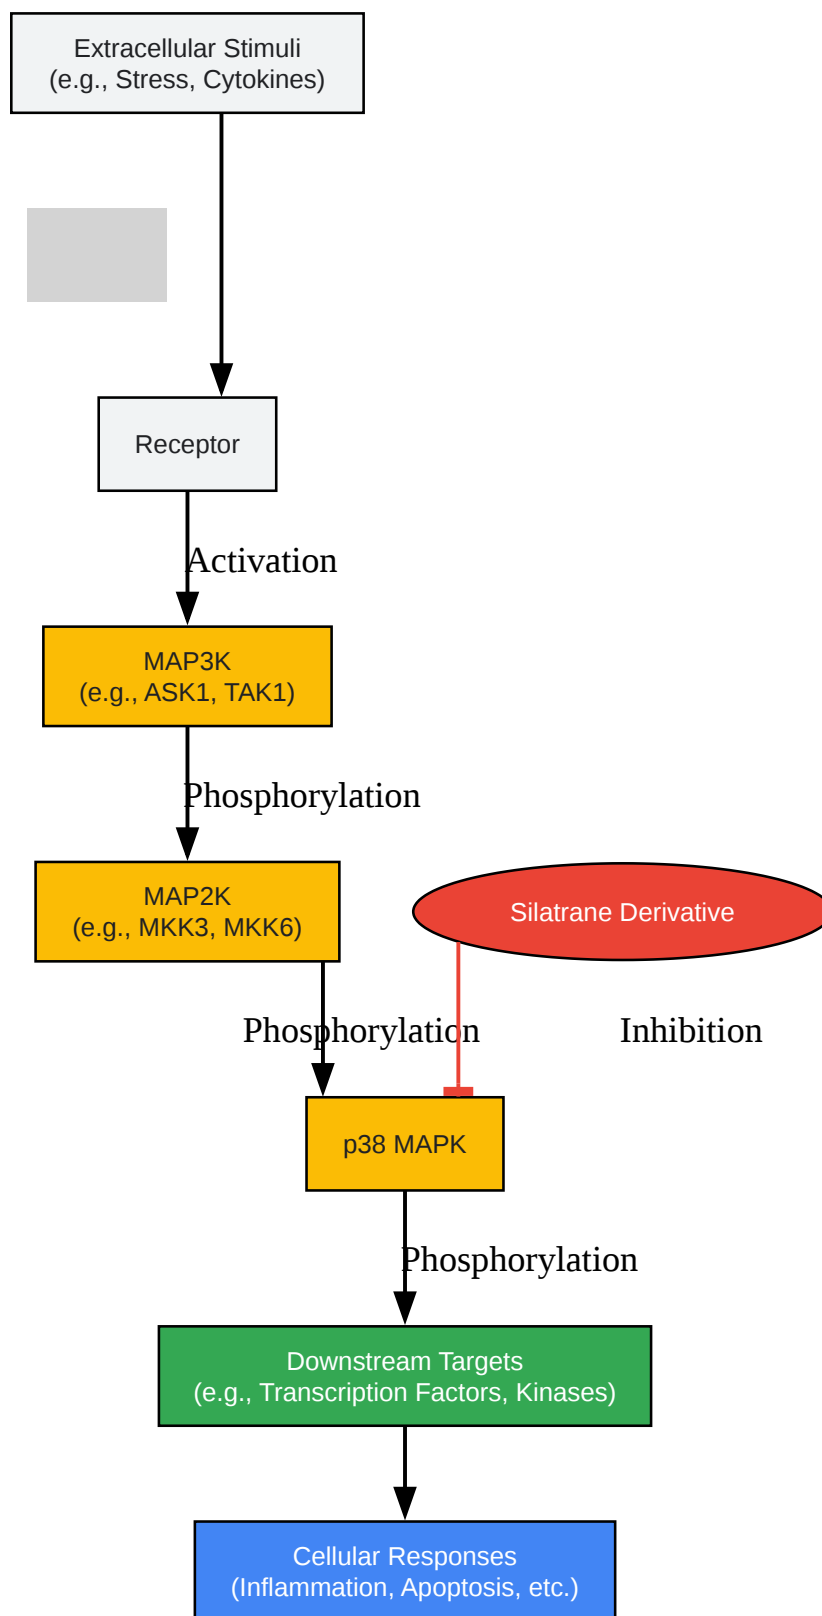 Extracellular Stimuli
(e.g., Stress, Cytokines)
Receptor
Activation
MAP3K
(e.g., ASK1, TAK1)
Phosphorylation
MAP2K
(e.g., MKK3, MKK6)
Silatrane Derivative
Phosphorylation
Inhibition
p38 MAPK
Phosphorylation
Downstream Targets
(e.g., Transcription Factors, Kinases)
Cellular Responses
(Inflammation, Apoptosis, etc.)